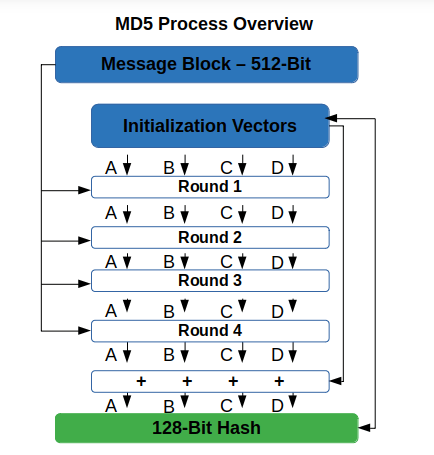 MD5 Process Overview
Message Block – 512-Bit
Initialization Vectors
A B C D
Round 1
A B C D
Round 2
A B C D
Round 3
A B C D
Round 4
A B C D
+ + + +
A B C D
128-Bit Hash